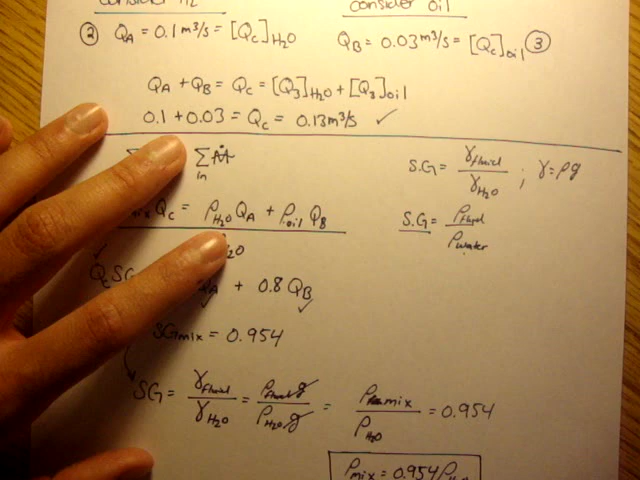 consider H2
consider oil
② QA = 0.1 m³/s = [Qc]H2O
QB = 0.03 m³/s = [Qc]oil ③
QA + QB = Qc = [Q3]H2O + [Q3]oil
0.1 + 0.03 = Qc = 0.13 m³/s ✓
Σ Ṁ
in
S.G = γfluid / γH2O ; γ = ρg
Qc = ρH2O QA + ρoil QB
S.G = ρfluid / ρwater
QcSG QA + 0.8 QB
SGmix = 0.954
SG = γfluid / γH2O = ρfluid g / ρH2O g = ρmix / ρH2O = 0.954
ρmix = 0.954 ρ